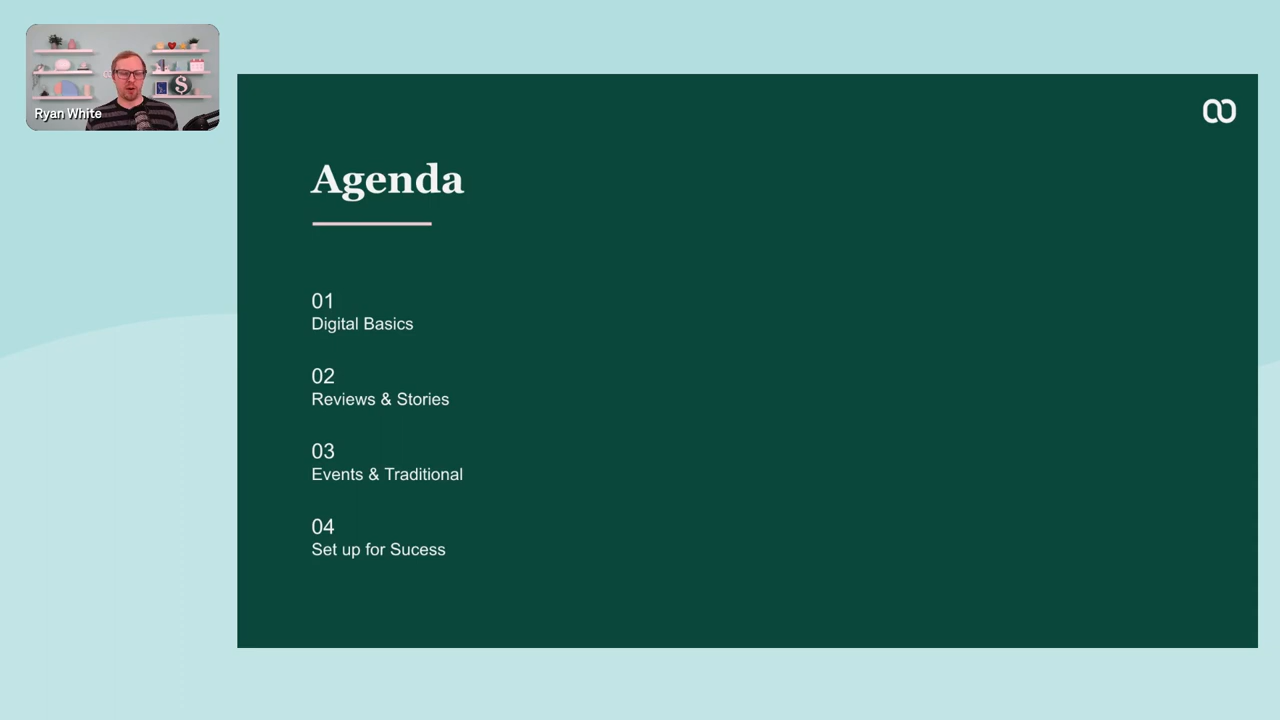 Ryan White
Agenda
01
Digital Basics
02
Reviews & Stories
03
Events & Traditional
04
Set up for Sucess